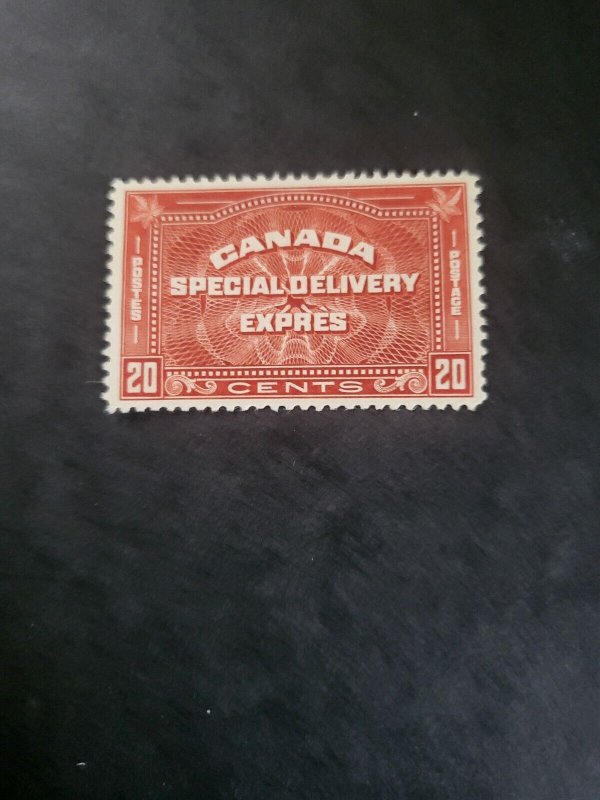 CANADA
SPECIAL DELIVERY
EXPRES
POSTES
POSTAGE
20 CENTS 20